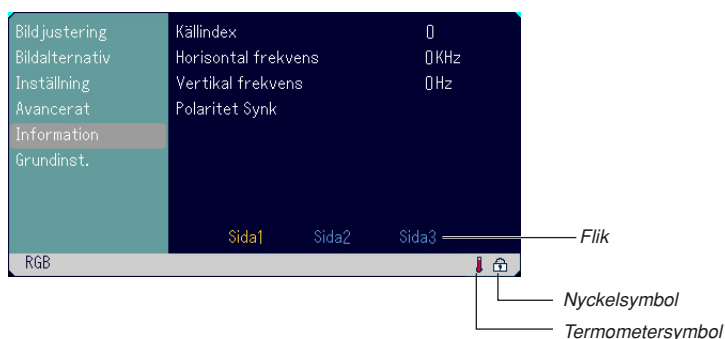 Bildjustering
Bildalternativ
Inställning
Avancerat
Information
Grundinst.
Källindex 0
Horisontal frekvens 0KHz
Vertikal frekvens 0Hz
Polaritet Synk
Sida1 Sida2 Sida3
Flik
RGB
Nyckelsymbol
Termometersymbol